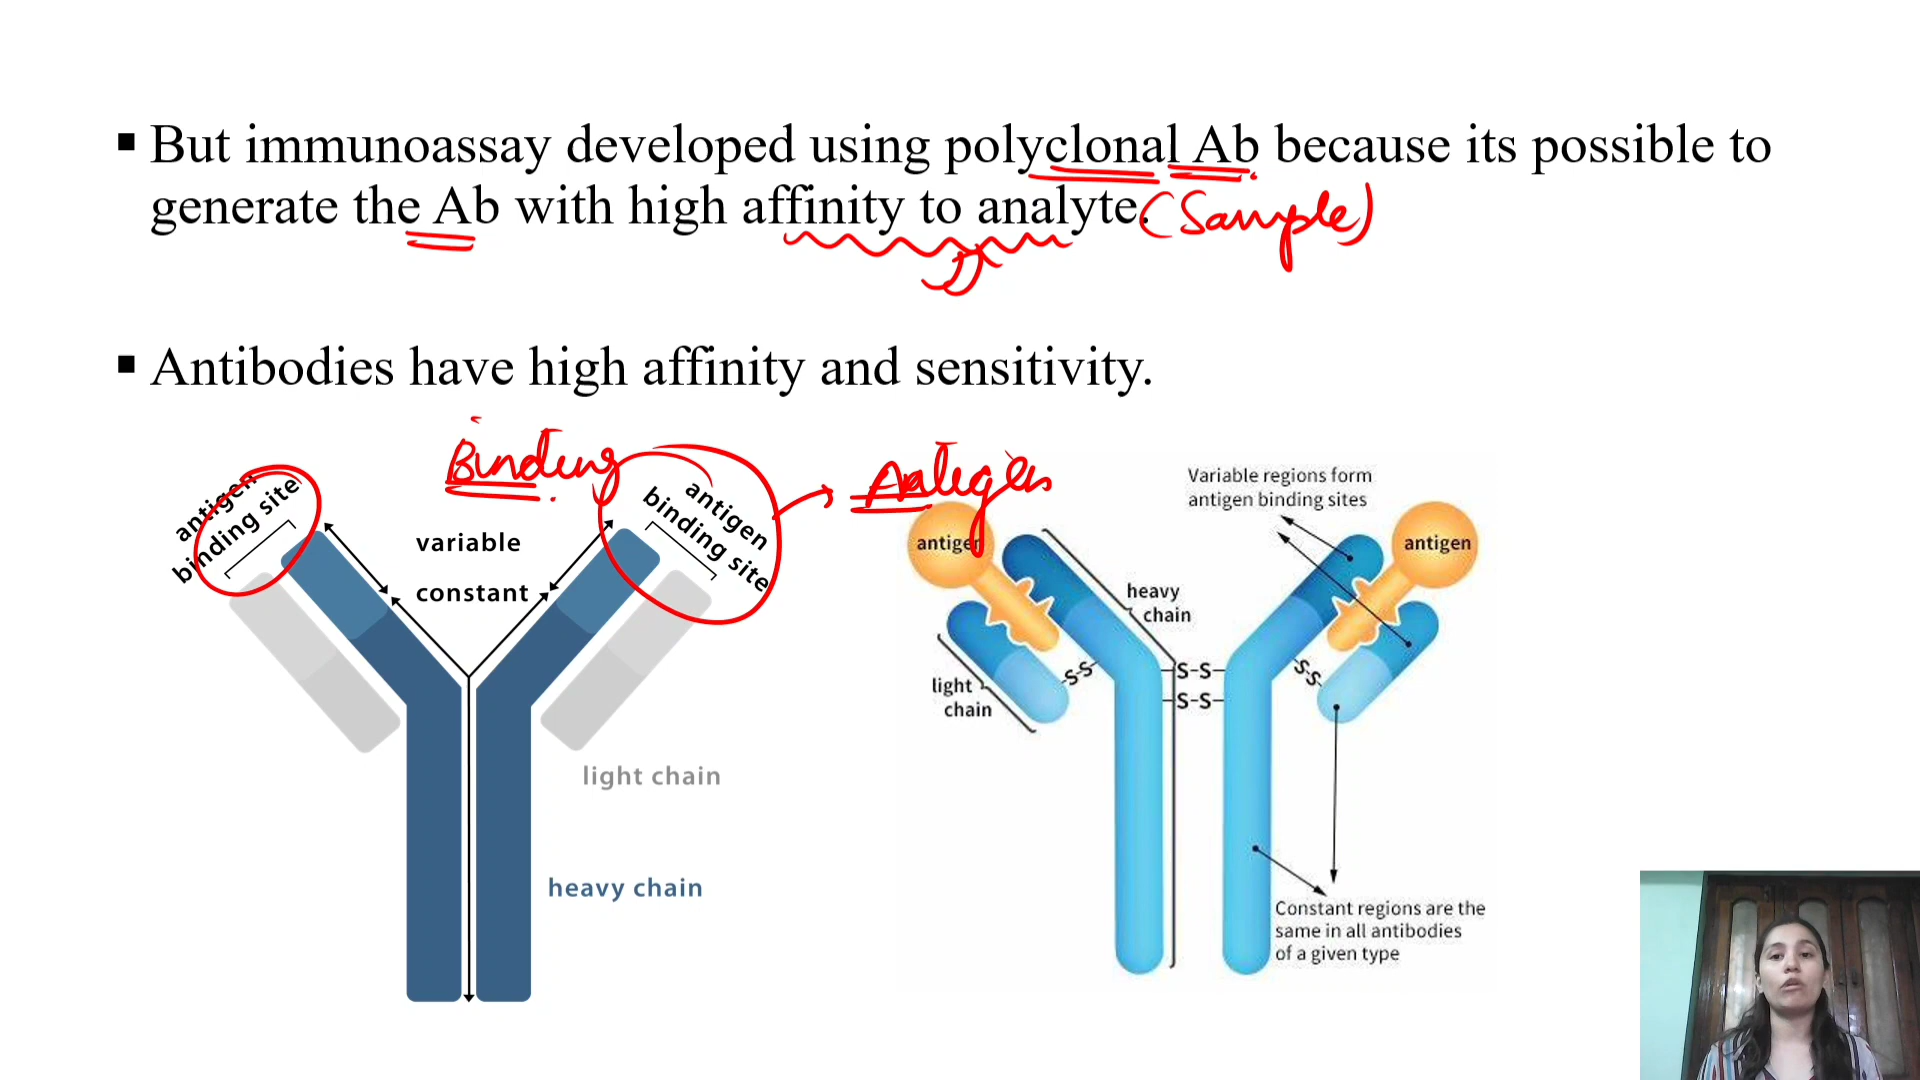 ▪ But immunoassay developed using polyclonal Ab because its possible to
generate the Ab with high affinity to analyte. (Sample)
▪ Antibodies have high affinity and sensitivity.
Binding
Antigen
antigen
binding site
variable
constant
antigen
binding site
light chain
heavy chain
Variable regions form
antigen binding sites
antigen
antigen
heavy
chain
light
chain
-S-S-
-S-S-
-S-S-
S-S
Constant regions are the
same in all antibodies
of a given type